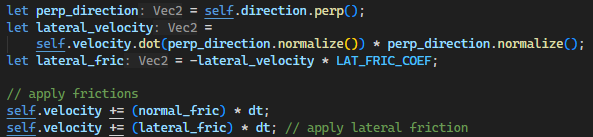 let perp_direction: Vec2 = self.direction.perp();
let lateral_velocity: Vec2 =
self.velocity.dot(perp_direction.normalize()) * perp_direction.normalize();
let lateral_fric: Vec2 = -lateral_velocity * LAT_FRIC_COEF;
// apply frictions
self.velocity += (normal_fric) * dt;
self.velocity += (lateral_fric) * dt; // apply lateral friction